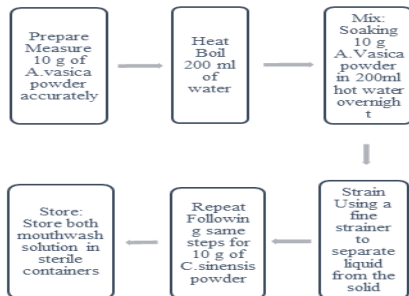 Prepare
Measure
10 g of
A.vasica
powder
accurately
Heat
Boil
200 ml
of
water
Mix:
Soaking
10 g
A.Vasica
powder
in 200ml
hot water
overnigh
t
Strain
Using a
fine
strainer
to
separate
liquid
from the
solid
Repeat
Followin
g same
steps for
10 g of
C.sinensis
powder
Store:
Store both
mouthwash
solution in
sterile
containers